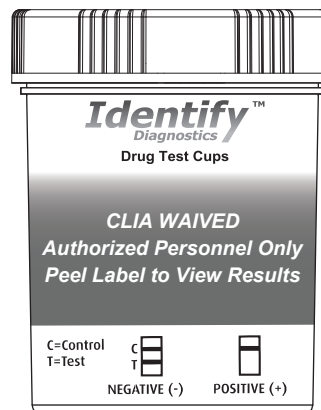 Identify™
Diagnostics
Drug Test Cups
CLIA WAIVED
Authorized Personnel Only
Peel Label to View Results
C=Control
T=Test
C
T
NEGATIVE (-)
POSITIVE (+)